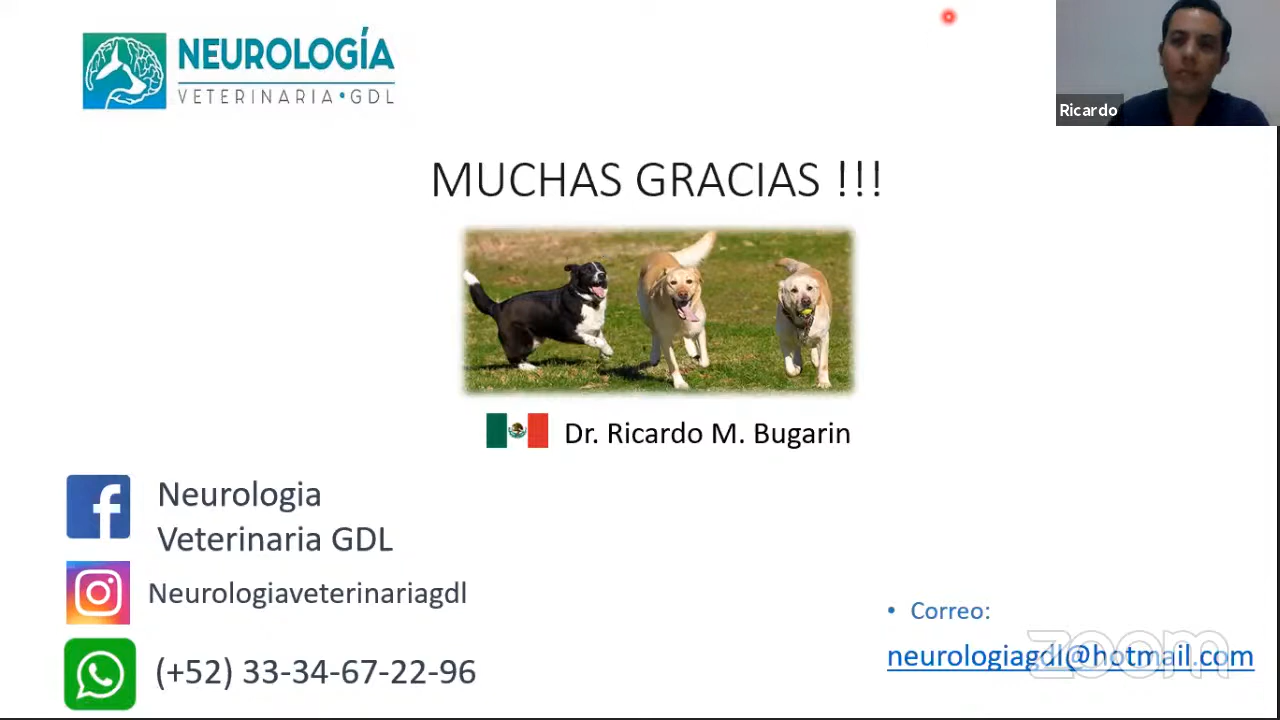 NEUROLOGÍA
VETERINARIA•GDL
Ricardo
MUCHAS GRACIAS !!!
Dr. Ricardo M. Bugarin
Neurologia
Veterinaria GDL
Neurologiaveterinariagdl
(+52) 33-34-67-22-96
• Correo:
neurologiagdl@hotmail.com
zoom